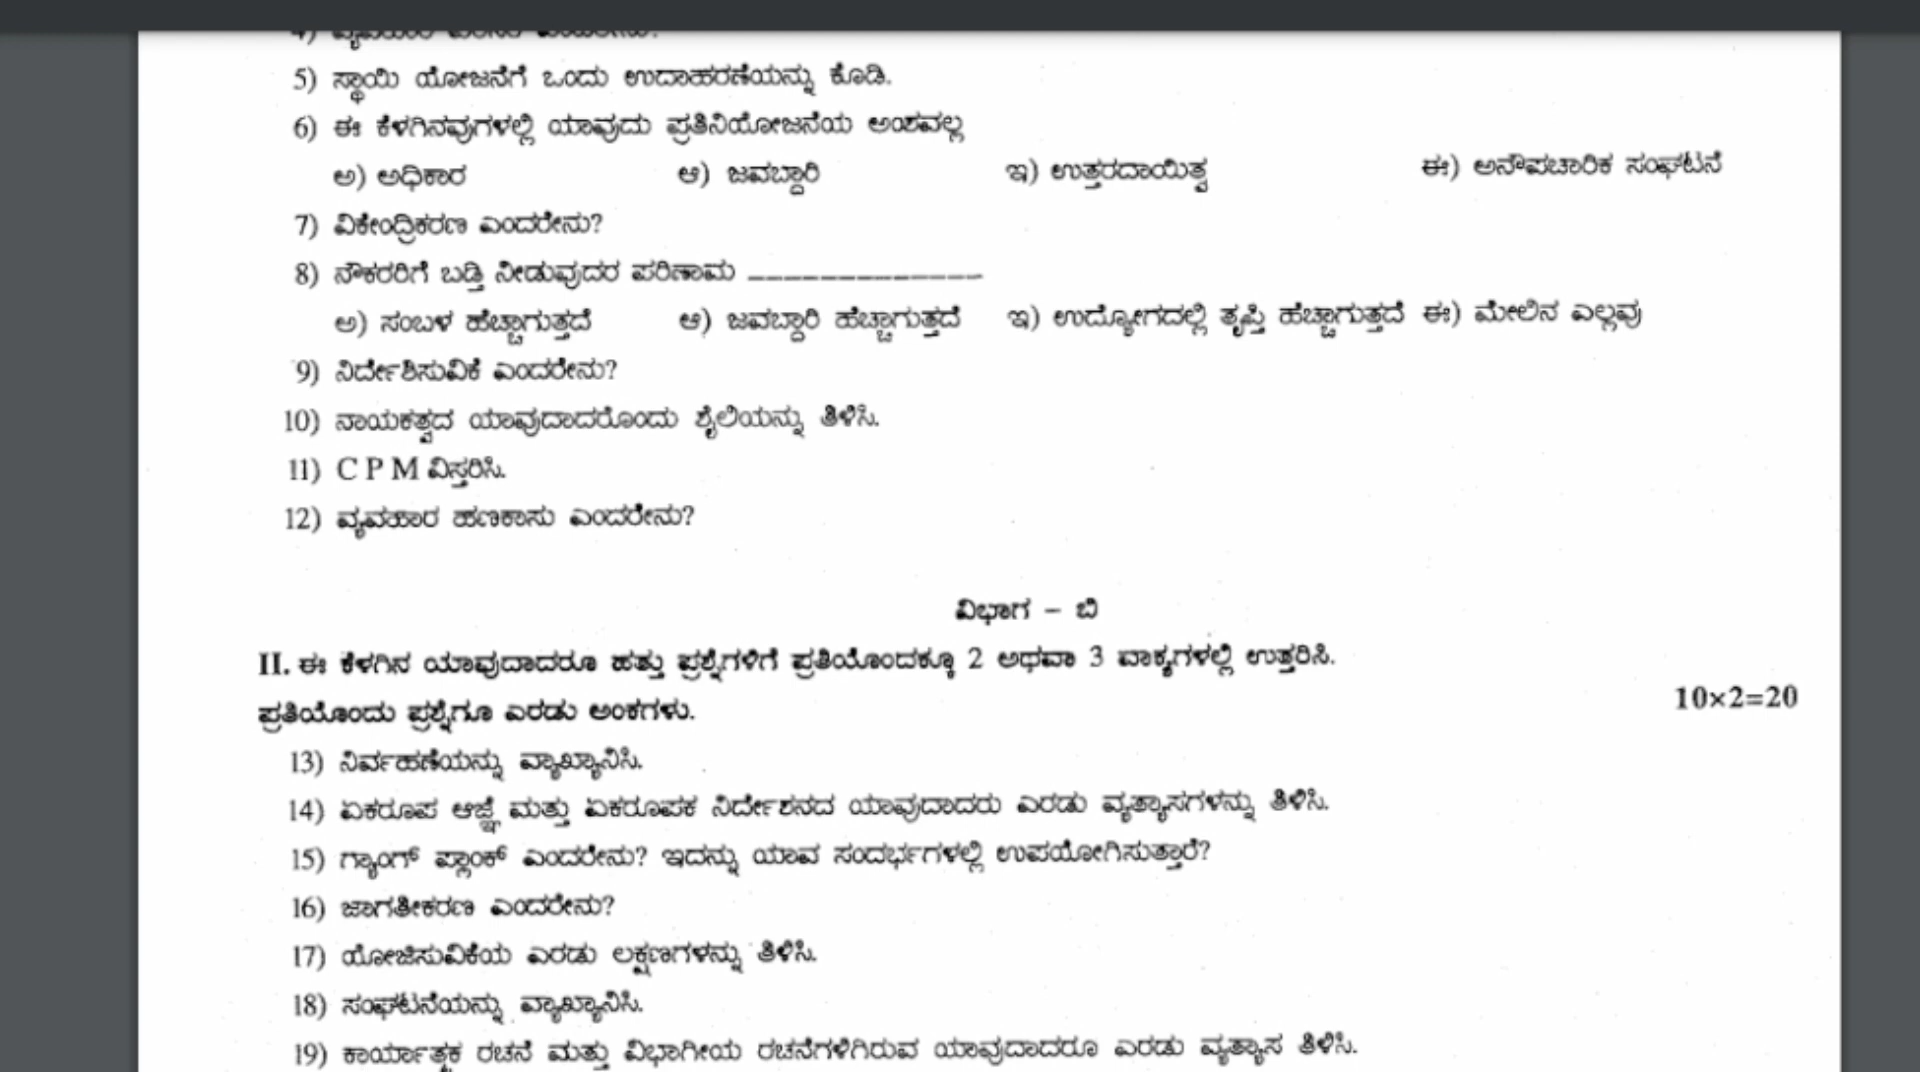 5) ಸ್ಥಾಯಿ ಯೋಜನೆಗೆ ಒಂದು ಉದಾಹರಣೆಯನ್ನು ಕೊಡಿ.
6) ಈ ಕೆಳಗಿನವುಗಳಲ್ಲಿ ಯಾವುದು ಪ್ರತಿನಿಯೋಜನೆಯ ಅಂಶವಲ್ಲ
ಅ) ಅಧಿಕಾರ ಆ) ಜವಬ್ದಾರಿ ಇ) ಉತ್ತರದಾಯಿತ್ವ ಈ) ಅನೌಪಚಾರಿಕ ಸಂಘಟನೆ
7) ವಿಕೇಂದ್ರಿಕರಣ ಎಂದರೇನು?
8) ನೌಕರರಿಗೆ ಬಡ್ತಿ ನೀಡುವುದರ ಪರಿಣಾಮ _____________
ಅ) ಸಂಬಳ ಹೆಚ್ಚಾಗುತ್ತದೆ ಆ) ಜವಬ್ದಾರಿ ಹೆಚ್ಚಾಗುತ್ತದೆ ಇ) ಉದ್ಯೋಗದಲ್ಲಿ ತೃಪ್ತಿ ಹೆಚ್ಚಾಗುತ್ತದೆ ಈ) ಮೇಲಿನ ಎಲ್ಲವು
9) ನಿರ್ದೇಶಿಸುವಿಕೆ ಎಂದರೇನು?
10) ನಾಯಕತ್ವದ ಯಾವುದಾದರೊಂದು ಶೈಲಿಯನ್ನು ತಿಳಿಸಿ.
11) C P M ವಿಸ್ತರಿಸಿ.
12) ವ್ಯವಹಾರ ಹಣಕಾಸು ಎಂದರೇನು?
ವಿಭಾಗ – ಬಿ
II. ಈ ಕೆಳಗಿನ ಯಾವುದಾದರೂ ಹತ್ತು ಪ್ರಶ್ನೆಗಳಿಗೆ ಪ್ರತಿಯೊಂದಕ್ಕೂ 2 ಅಥವಾ 3 ವಾಕ್ಯಗಳಲ್ಲಿ ಉತ್ತರಿಸಿ.
ಪ್ರತಿಯೊಂದು ಪ್ರಶ್ನೆಗೂ ಎರಡು ಅಂಕಗಳು. 10×2=20
13) ನಿರ್ವಹಣೆಯನ್ನು ವ್ಯಾಖ್ಯಾನಿಸಿ.
14) ಏಕರೂಪ ಆಜ್ಞೆ ಮತ್ತು ಏಕರೂಪಕ ನಿರ್ದೇಶನದ ಯಾವುದಾದರು ಎರಡು ವ್ಯತ್ಯಾಸಗಳನ್ನು ತಿಳಿಸಿ.
15) ಗ್ಯಾಂಗ್ ಪ್ಲಾಂಕ್ ಎಂದರೇನು? ಇದನ್ನು ಯಾವ ಸಂದರ್ಭಗಳಲ್ಲಿ ಉಪಯೋಗಿಸುತ್ತಾರೆ?
16) ಜಾಗತೀಕರಣ ಎಂದರೇನು?
17) ಯೋಜಿಸುವಿಕೆಯ ಎರಡು ಲಕ್ಷಣಗಳನ್ನು ತಿಳಿಸಿ.
18) ಸಂಘಟನೆಯನ್ನು ವ್ಯಾಖ್ಯಾನಿಸಿ.
19) ಕಾರ್ಯಾತ್ಮಕ ರಚನೆ ಮತ್ತು ವಿಭಾಗೀಯ ರಚನೆಗಳಿಗಿರುವ ಯಾವುದಾದರೂ ಎರಡು ವ್ಯತ್ಯಾಸ ತಿಳಿಸಿ.